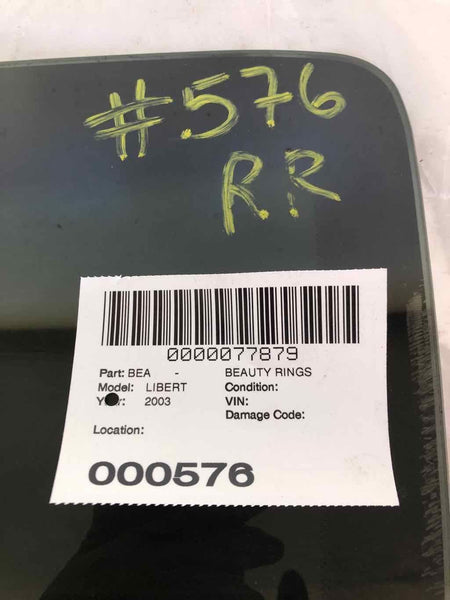 #576
R.R
0000077879
Part: BEA - BEAUTY RINGS
Model: LIBERT Condition:
Y r: 2003 VIN:
Damage Code:
Location:
000576